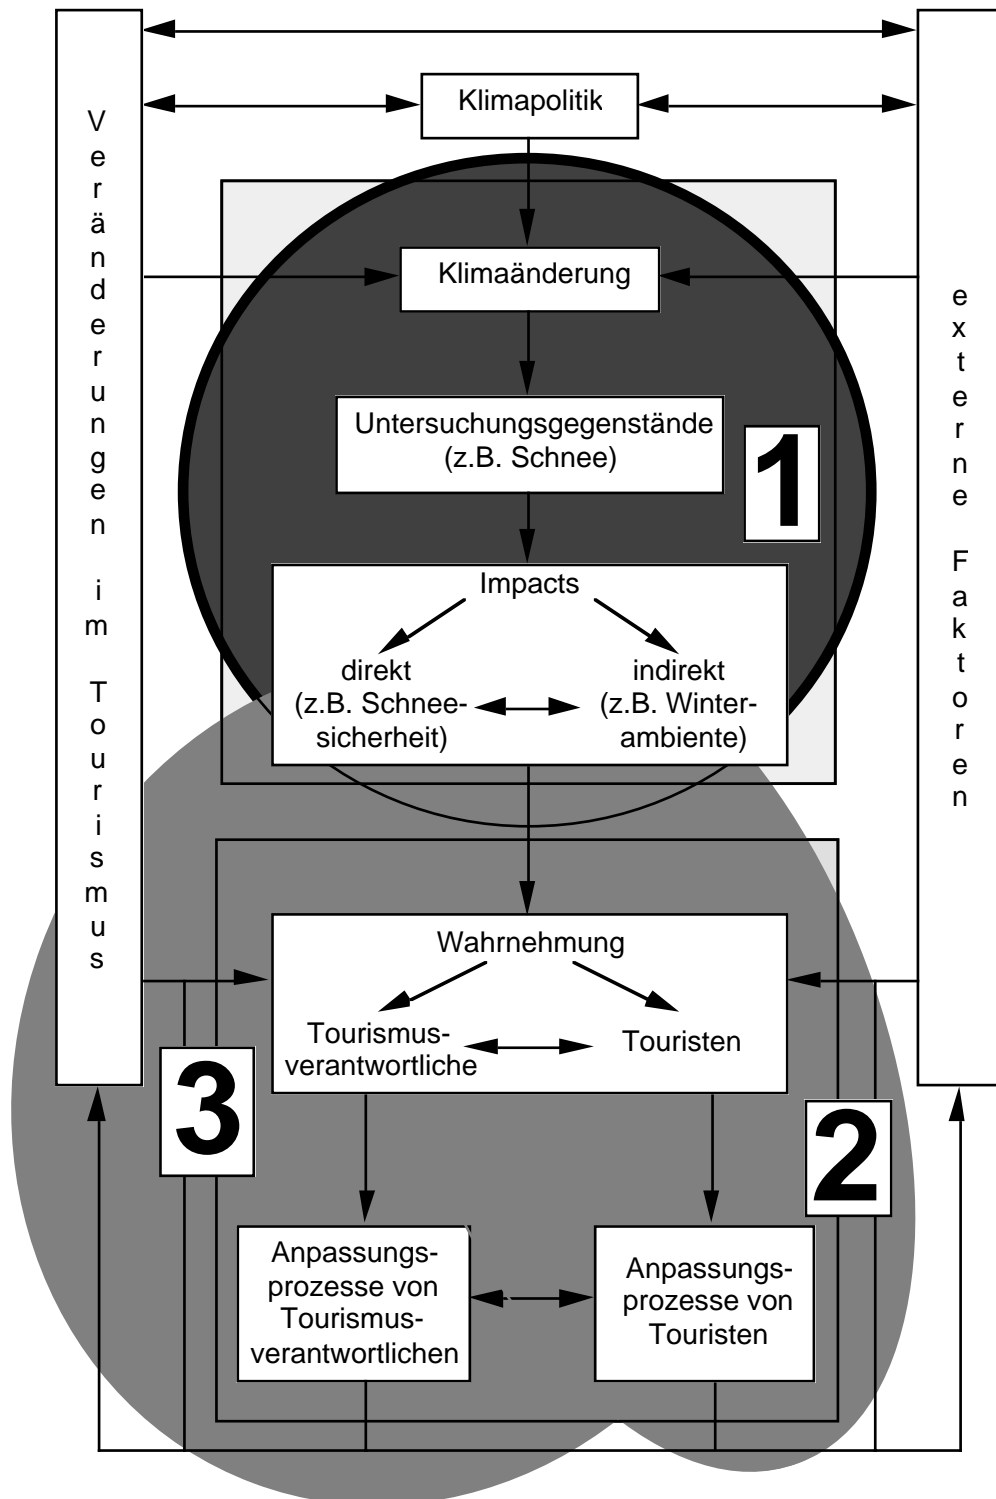 Klimapolitik
Veränderungen im Tourismus
externe Faktoren
Klimaänderung
Untersuchungsgegenstände
(z.B. Schnee)
1
Impacts
direkt
(z.B. Schnee-
sicherheit)
indirekt
(z.B. Winter-
ambiente)
Wahrnehmung
Tourismus-
verantwortliche
Touristen
3
2
Anpassungs-
prozesse von
Tourismus-
verantwortlichen
Anpassungs-
prozesse von
Touristen